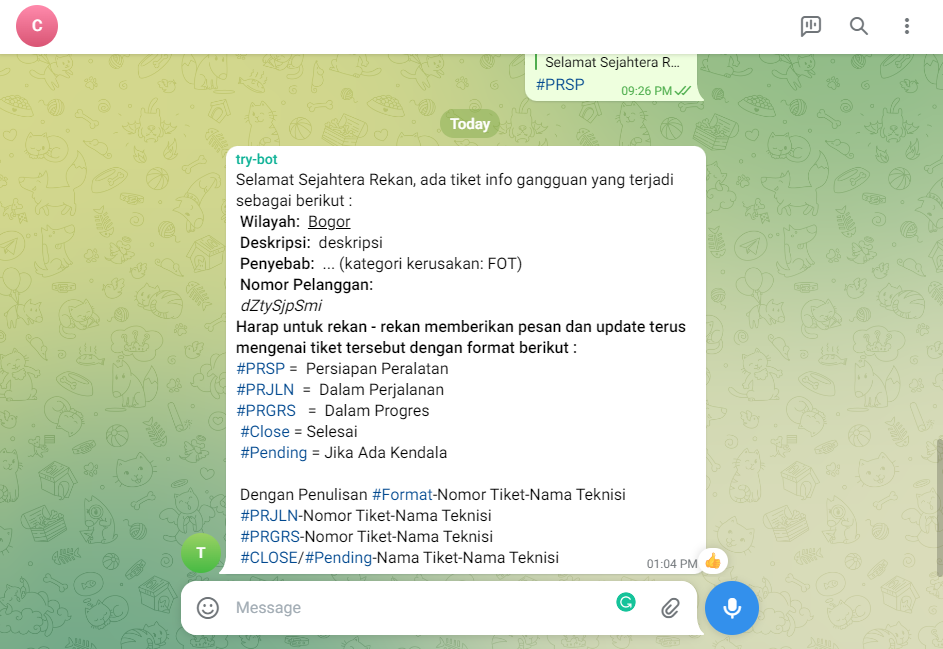 C
Selamat Sejahtera R...
#PRSP
09:26 PM
Today
try-bot
Selamat Sejahtera Rekan, ada tiket info gangguan yang terjadi
sebagai berikut :
Wilayah: Bogor
Deskripsi: deskripsi
Penyebab: ... (kategori kerusakan: FOT)
Nomor Pelanggan:
dZtySjpSmi
Harap untuk rekan - rekan memberikan pesan dan update terus
mengenai tiket tersebut dengan format berikut :
#PRSP = Persiapan Peralatan
#PRJLN = Dalam Perjalanan
#PRGRS = Dalam Progres
#Close = Selesai
#Pending = Jika Ada Kendala
Dengan Penulisan #Format-Nomor Tiket-Nama Teknisi
#PRJLN-Nomor Tiket-Nama Teknisi
#PRGRS-Nomor Tiket-Nama Teknisi
#CLOSE/#Pending-Nama Tiket-Nama Teknisi
01:04 PM
T
Message